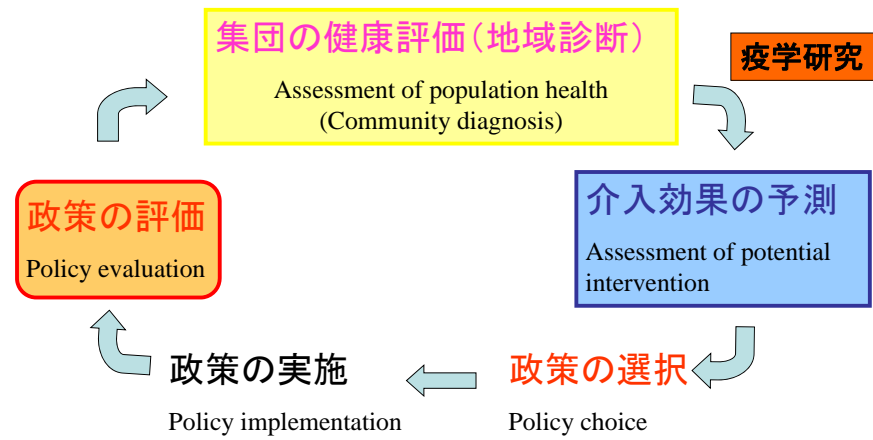 集団の健康評価（地域診断）
Assessment of population health
(Community diagnosis)
疫学研究
介入効果の予測
Assessment of potential
intervention
政策の選択
Policy choice
政策の実施
Policy implementation
政策の評価
Policy evaluation